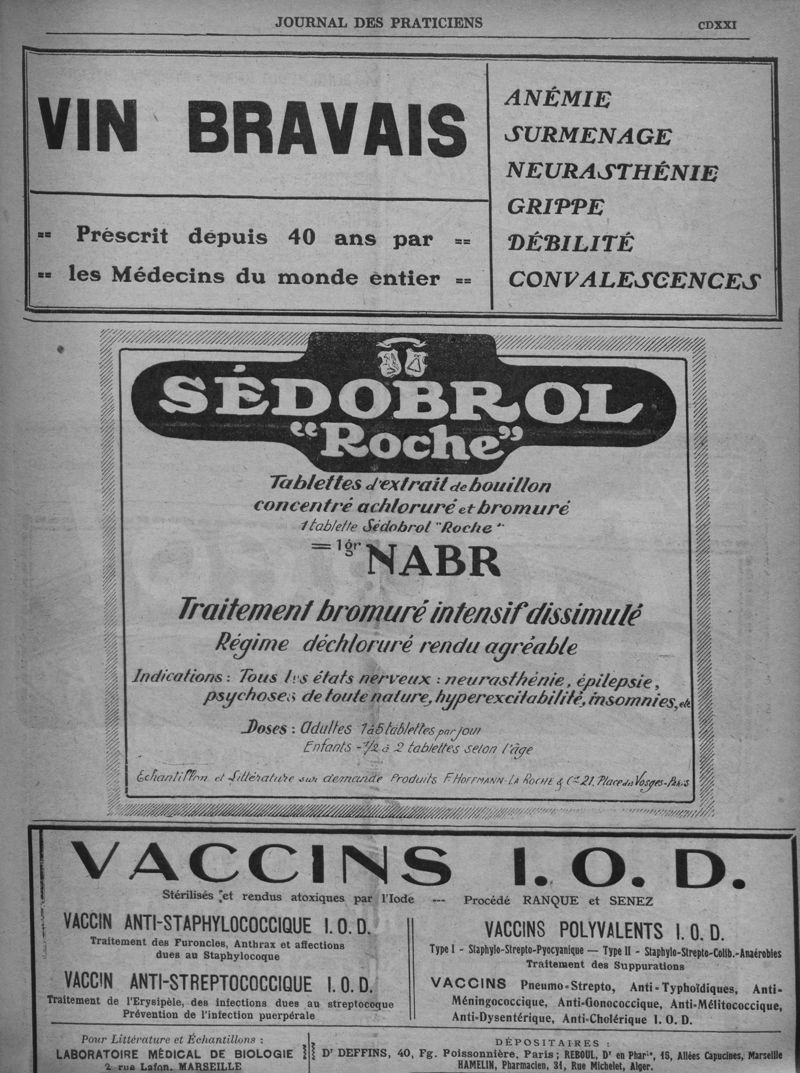 JOURNAL DES PRATICIENS
CDXXI
VIN BRAVAIS
Prescrit depuis 40 ans par
les Médecins du monde entier
ANÉMIE
SURMENAGE
NEURASTHÉNIE
GRIPPE
DÉBILITÉ
CONVALESCENCES
SÉDOBROL
"Roche"
Tablettes d'extrait de bouillon
concentré achloruré et bromuré
1 tablette Sédobrol "Roche"
= 1gr NABR
Traitement bromuré intensif dissimulé
Régime déchloruré rendu agréable
Indications : Tous les états nerveux : neurasthénie, épilepsie,
psychoses de toute nature, hyperexcitabilité, insomnies, etc
Doses : Adultes 1 à 5 tablettes par jour
Enfants - 1/2 à 2 tablettes selon l'âge
Echantillon et Littérature sur demande Produits F. HOFFMANN-LA ROCHE & Cie 21, Place des Vosges-Paris
VACCINS I. O. D.
Stérilisés et rendus atoxiques par l'Iode --- Procédé RANQUE et SENEZ
VACCIN ANTI-STAPHYLOCOCCIQUE I. O. D.
Traitement des Furoncles, Anthrax et affections
dues au Staphylocoque
VACCIN ANTI-STREPTOCOCCIQUE I. O. D.
Traitement de l'Erysipèle, des infections dues au streptocoque
Prévention de l'infection puerpérale
VACCINS POLYVALENTS I. O. D.
Type I - Staphylo-Strepto-Pyocyanique — Type II - Staphylo-Strepto-Colib.-Anaérobies
Traitement des Suppurations
VACCINS Pneumo-Strepto, Anti-Typhoïdiques, Anti-
Méningococcique, Anti-Gonococcique, Anti-Mélitococcique,
Anti-Dysentérique, Anti-Cholérique I. O. D.
Pour Littérature et Échantillons :
LABORATOIRE MÉDICAL DE BIOLOGIE
2 rue Lafon, MARSEILLE
DÉPOSITAIRES :
Dr DEFFINS, 40, Fg. Poissonnière, Paris ; REBOUL, Dr en Phar ie, 15, Allées Capucines, Marseille
HAMELIN, Pharmacien, 31, Rue Michelet, Alger.